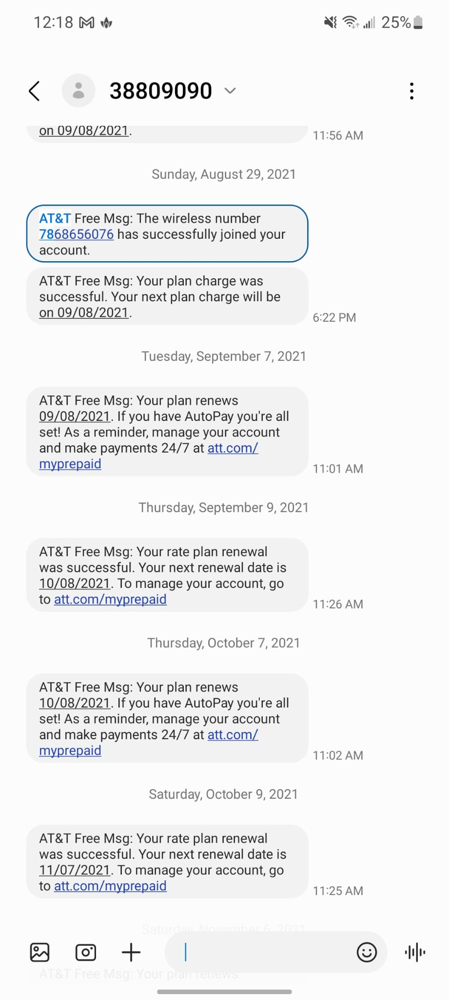 12:18
25%
38809090
on 09/08/2021.
11:56 AM
Sunday, August 29, 2021
AT&T Free Msg: The wireless number
7868656076 has successfully joined your
account.
AT&T Free Msg: Your plan charge was
successful. Your next plan charge will be
on 09/08/2021.
6:22 PM
Tuesday, September 7, 2021
AT&T Free Msg: Your plan renews
09/08/2021. If you have AutoPay you're all
set! As a reminder, manage your account
and make payments 24/7 at att.com/
myprepaid
11:01 AM
Thursday, September 9, 2021
AT&T Free Msg: Your rate plan renewal
was successful. Your next renewal date is
10/08/2021. To manage your account, go
to att.com/myprepaid
11:26 AM
Thursday, October 7, 2021
AT&T Free Msg: Your plan renews
10/08/2021. If you have AutoPay you're all
set! As a reminder, manage your account
and make payments 24/7 at att.com/
myprepaid
11:02 AM
Saturday, October 9, 2021
AT&T Free Msg: Your rate plan renewal
was successful. Your next renewal date is
11/07/2021. To manage your account, go
to att.com/myprepaid
11:25 AM
Saturday, November 6, 2021
AT&T Free Msg: Your plan renews